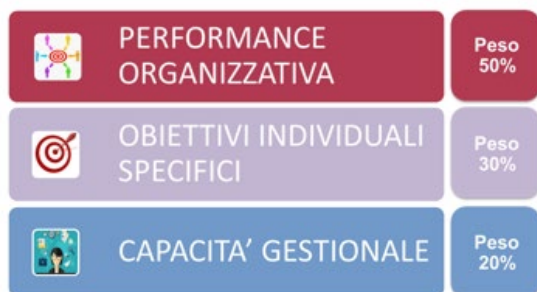 PERFORMANCE
ORGANIZZATIVA
Peso
50%
OBIETTIVI INDIVIDUALI
SPECIFICI
Peso
30%
CAPACITA' GESTIONALE
Peso
20%